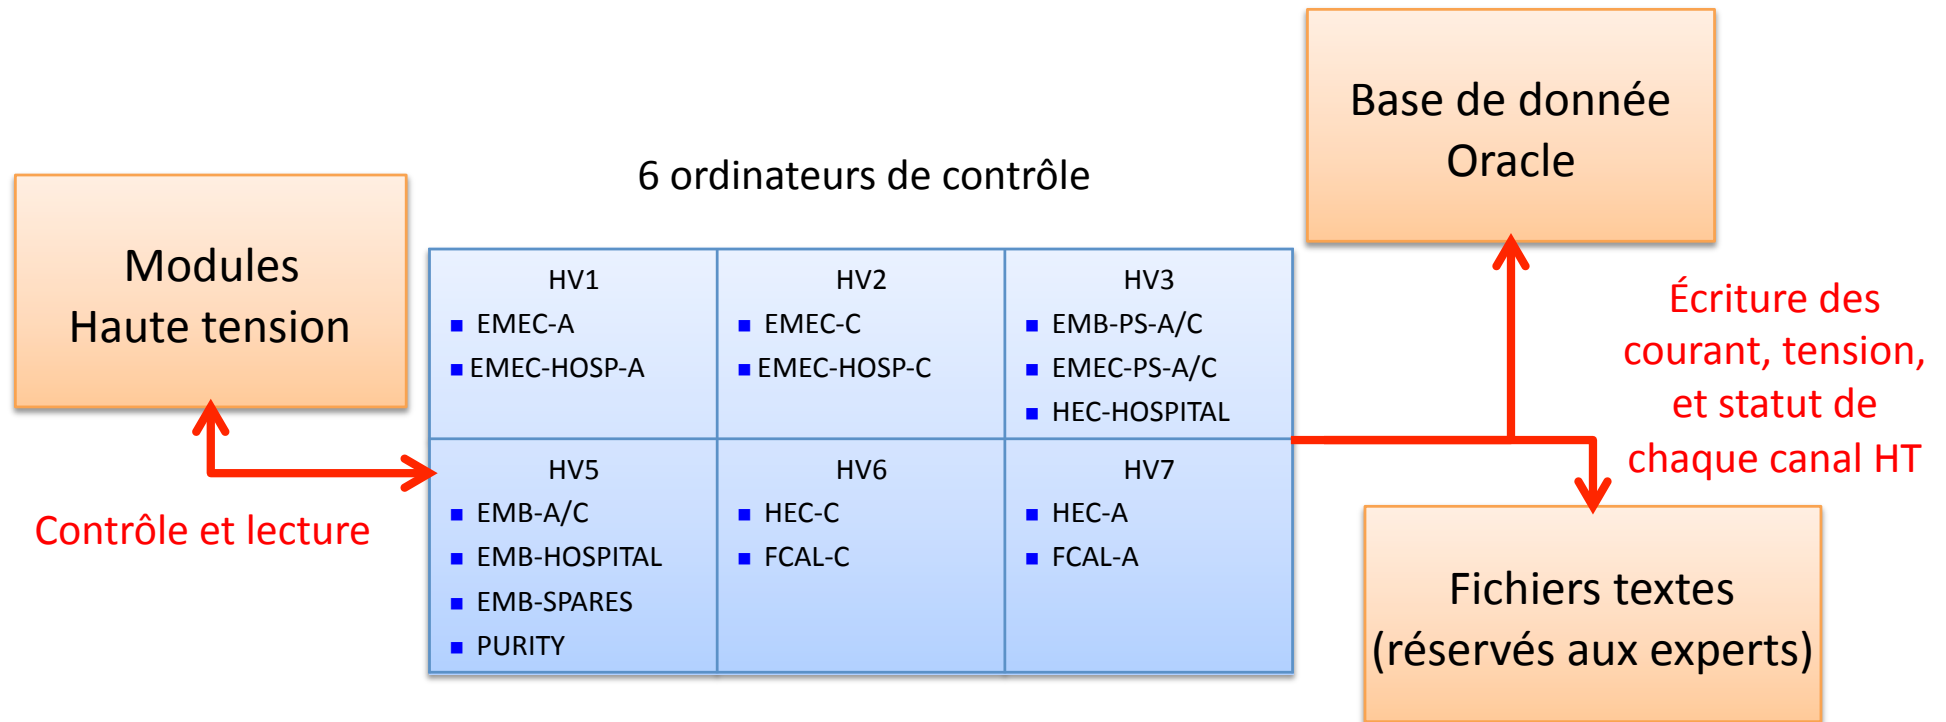 Base de donnée
Oracle
6 ordinateurs de contrôle
Modules
Haute tension
HV1
EMEC-A
EMEC-HOSP-A
HV2
EMEC-C
EMEC-HOSP-C
HV3
EMB-PS-A/C
EMEC-PS-A/C
HEC-HOSPITAL
Écriture des
courant, tension,
et statut de
chaque canal HT
Contrôle et lecture
HV5
EMB-A/C
EMB-HOSPITAL
EMB-SPARES
PURITY
HV6
HEC-C
FCAL-C
HV7
HEC-A
FCAL-A
Fichiers textes
(réservés aux experts)